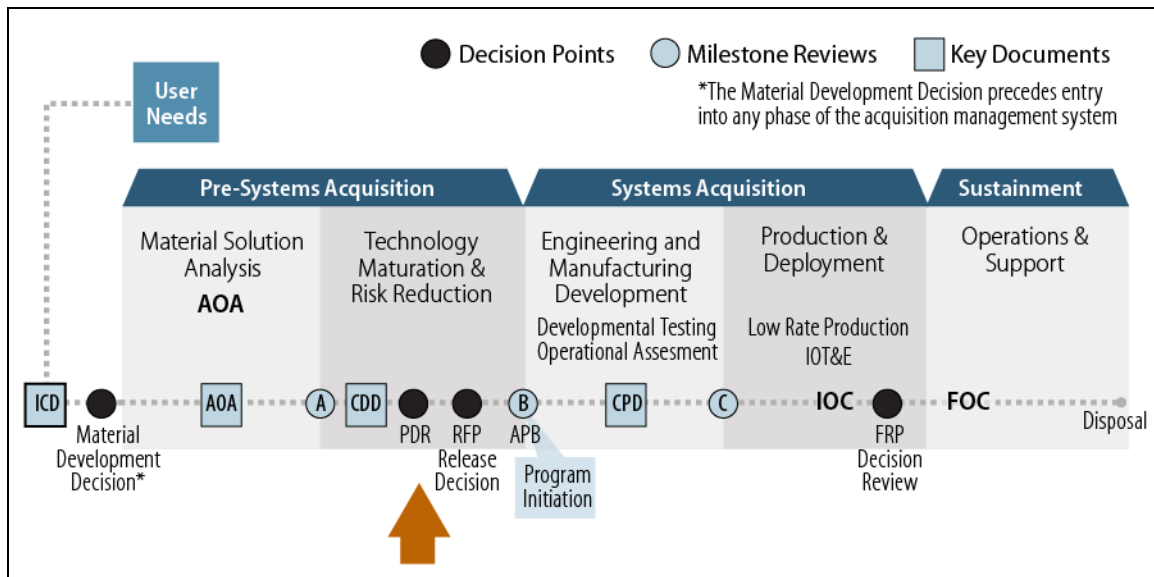 Decision Points
Milestone Reviews
Key Documents
*The Material Development Decision precedes entry
into any phase of the acquisition management system
User
Needs
Pre-Systems Acquisition
Systems Acquisition
Sustainment
Material Solution
Analysis
AOA
Technology
Maturation &
Risk Reduction
Engineering and
Manufacturing
Development
Developmental Testing
Operational Assesment
Production &
Deployment
Low Rate Production
IOT&E
Operations &
Support
ICD
AOA
A
CDD
B
CPD
C
IOC
FOC
Disposal
Material
Development
Decision*
PDR
RFP
Release
Decision
APB
Program
Initiation
FRP
Decision
Review